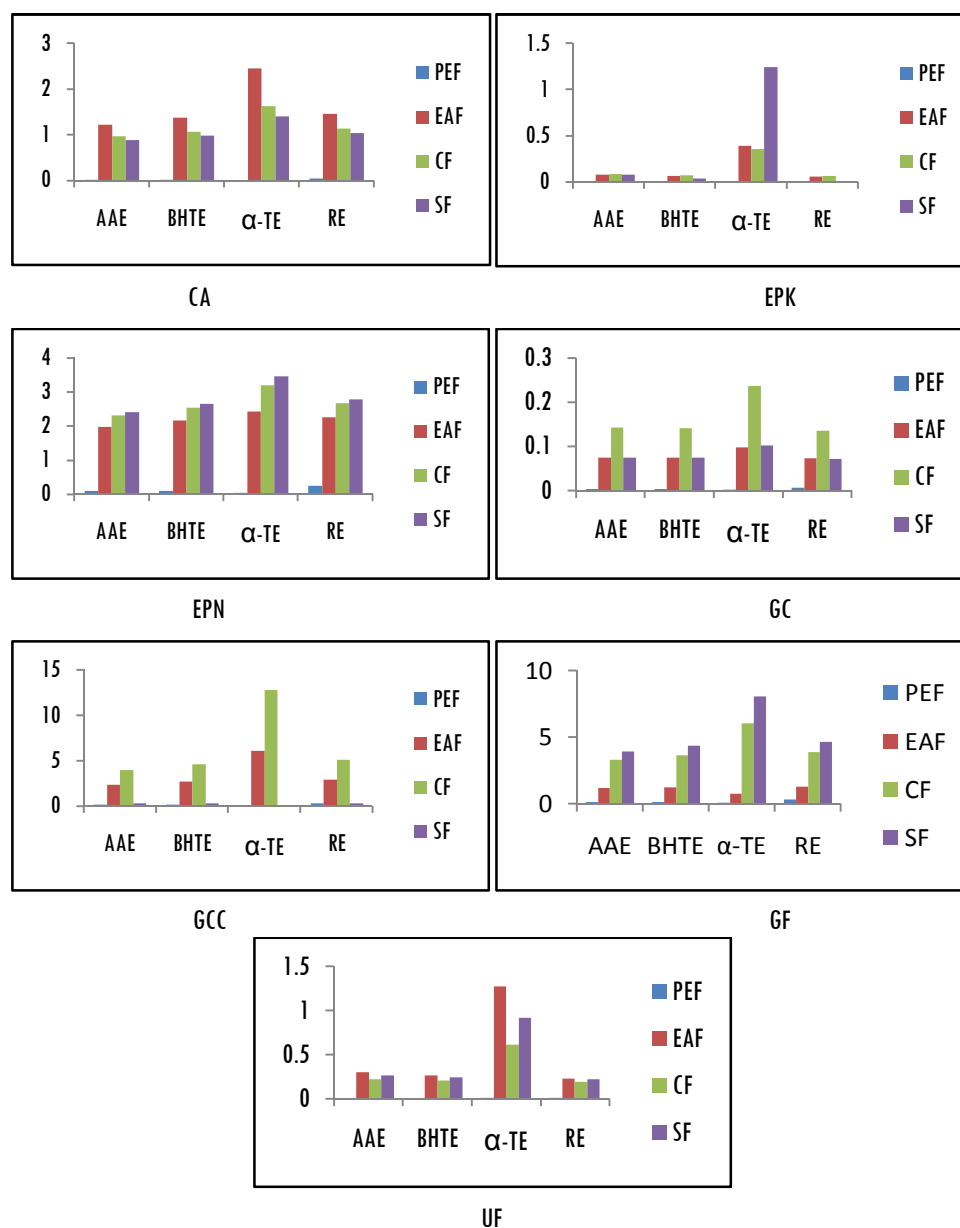 3
2
1
0
AAE BHTE α-TE RE
PEF
EAF
CF
SF
CA
1.5
1
0.5
0
AAE BHTE α-TE RE
PEF
EAF
CF
SF
EPK
4
3
2
1
0
AAE BHTE α-TE RE
PEF
EAF
CF
SF
EPN
0.3
0.2
0.1
0
AAE BHTE α-TE RE
PEF
EAF
CF
SF
GC
15
10
5
0
AAE BHTE α-TE RE
PEF
EAF
CF
SF
GCC
10
5
0
AAE BHTE α-TE RE
PEF
EAF
CF
SF
GF
1.5
1
0.5
0
AAE BHTE α-TE RE
PEF
EAF
CF
SF
UF